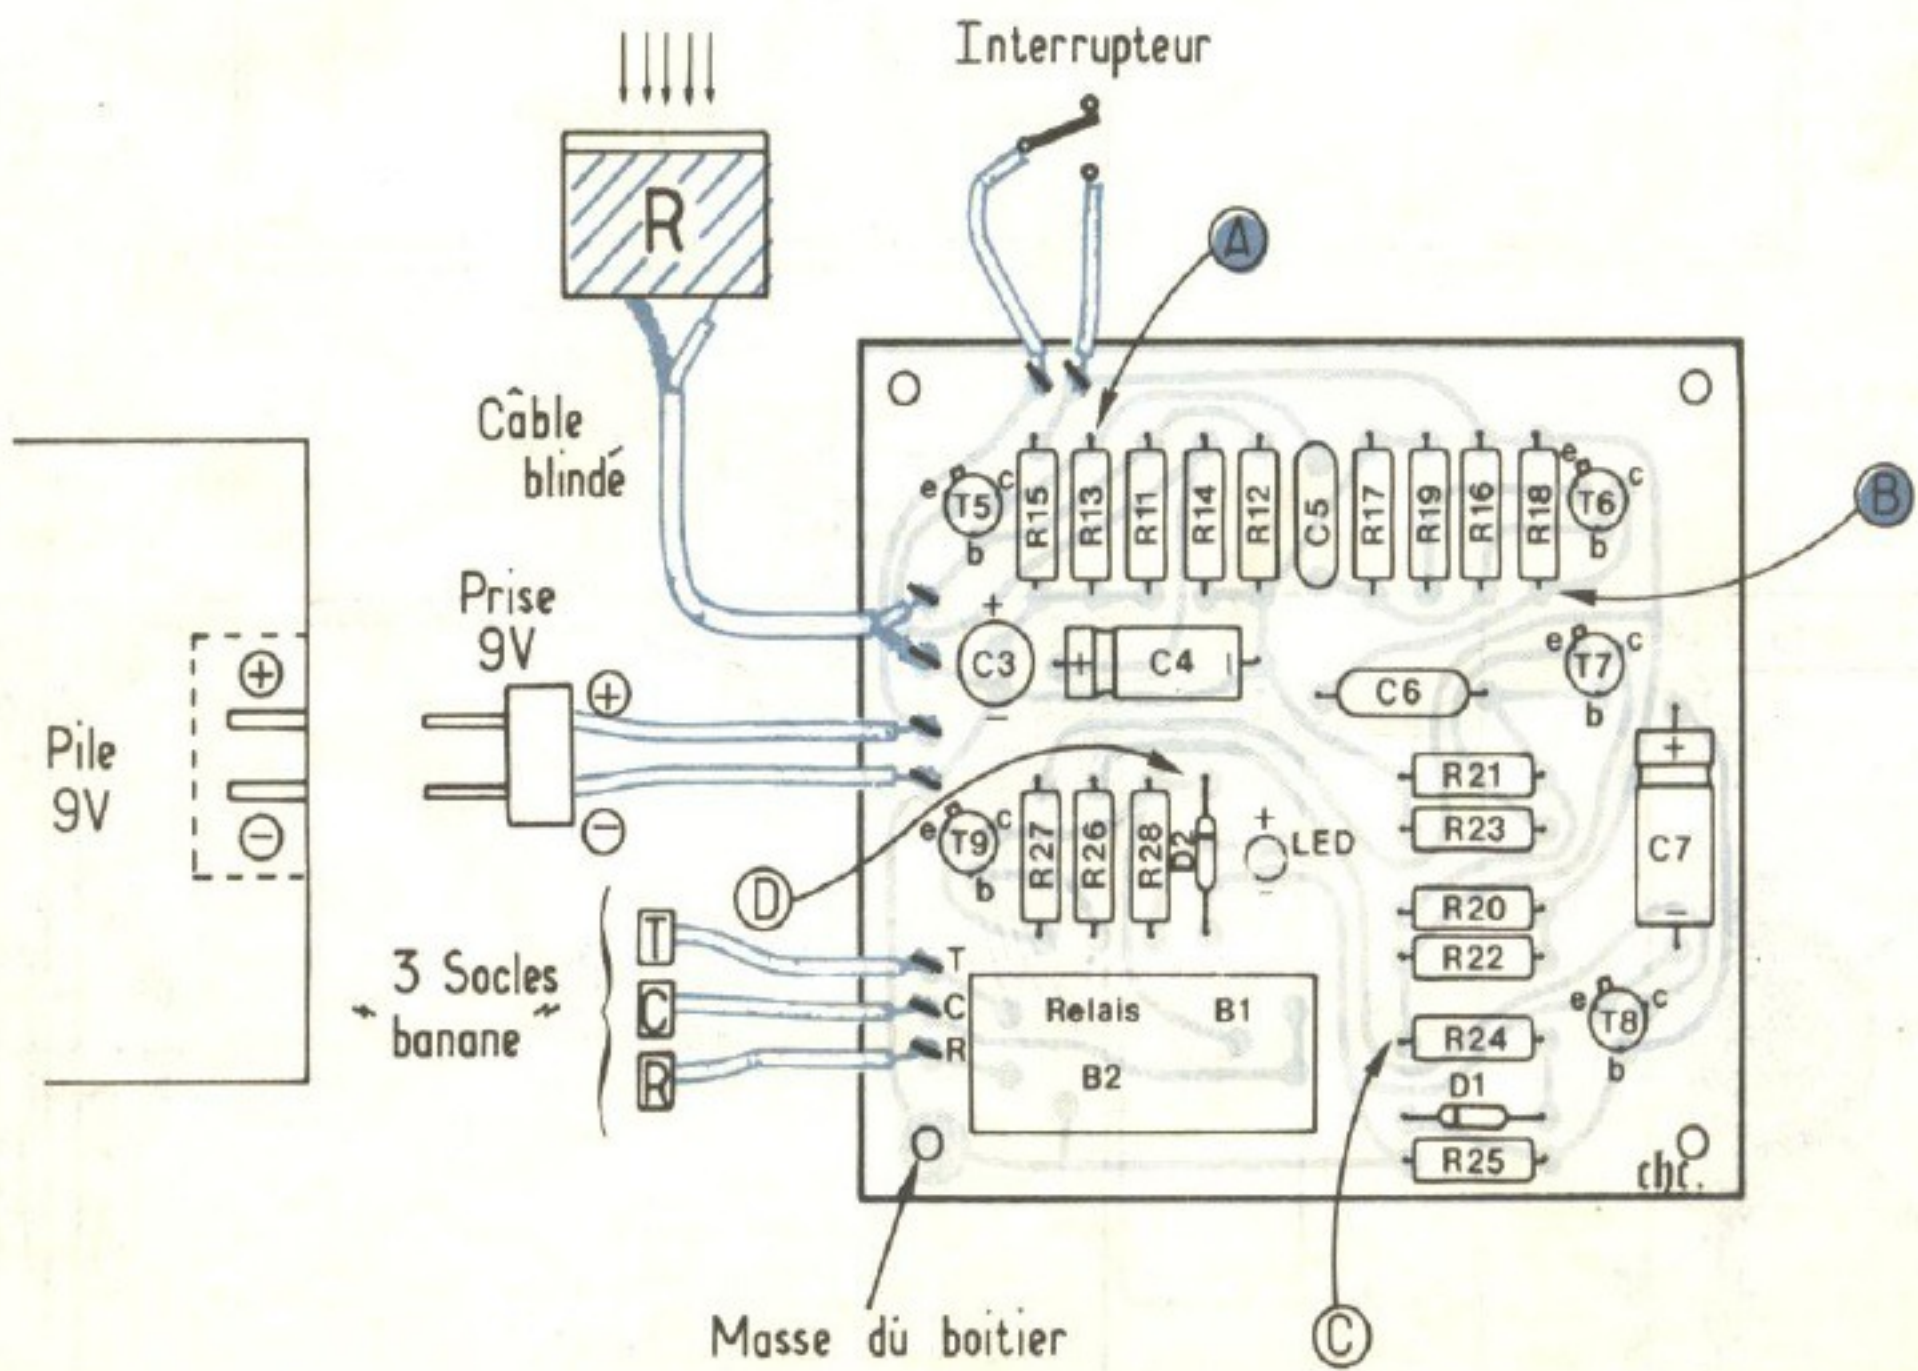 Interrupteur
R
A
Câble
blindé
B
e T5 c
b
R15
R13
R11
R14
R12
C5
R17
R19
R16
R18
e T6 c
b
Prise
9V
+
−
Pile
9V
+
−
+
C3
−
+ C4 −
C6
e T7 c
b
R21
R23
+
C7
−
D
e T9 c
b
R27
R26
R28
D2
+
LED
−
R20
R22
3 Socles
banane
T
C
R
T
C
R
Relais B1
B2
R24
D1
R25
e T8 c
b
chc.
Masse du boitier
C